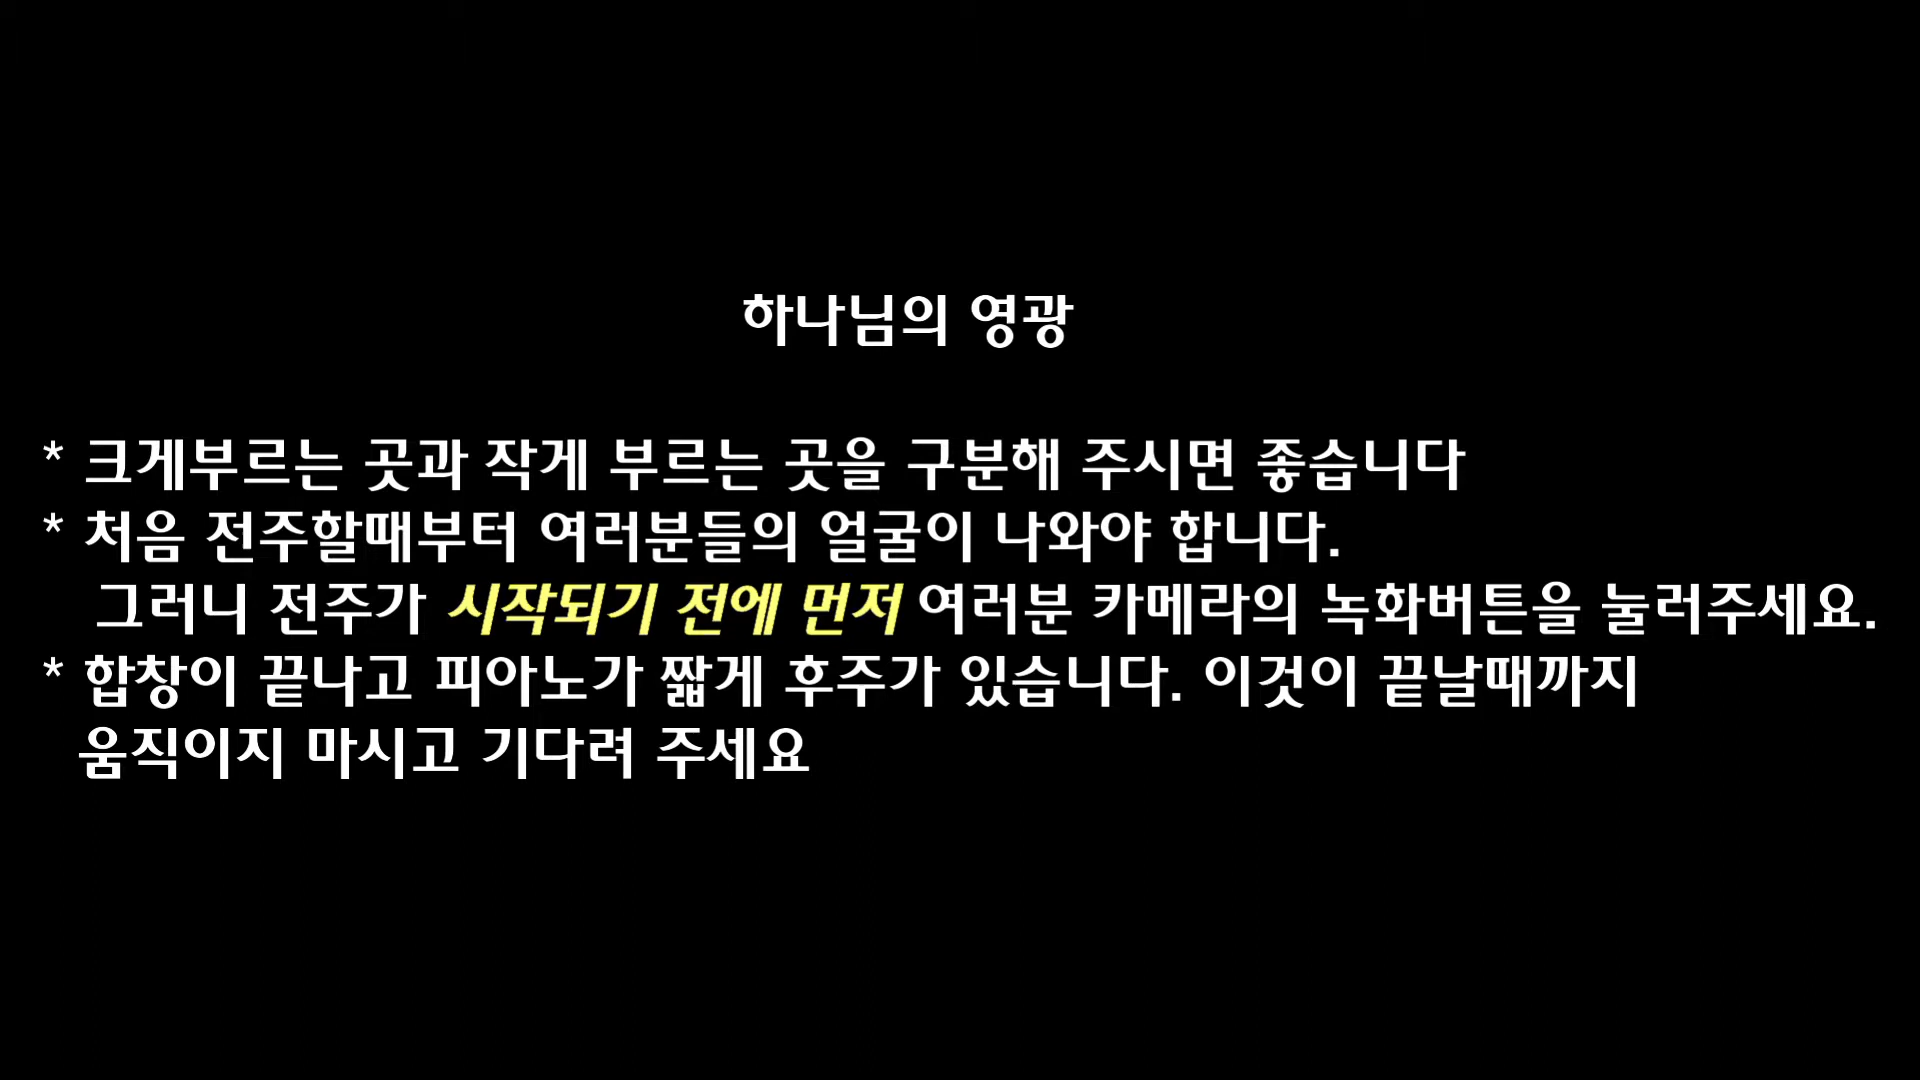 하나님의 영광
* 크게부르는 곳과 작게 부르는 곳을 구분해 주시면 좋습니다
* 처음 전주할때부터 여러분들의 얼굴이 나와야 합니다.
그러니 전주가 시작되기 전에 먼저 여러분 카메라의 녹화버튼을 눌러주세요.
* 합창이 끝나고 피아노가 짧게 후주가 있습니다. 이것이 끝날때까지
움직이지 마시고 기다려 주세요